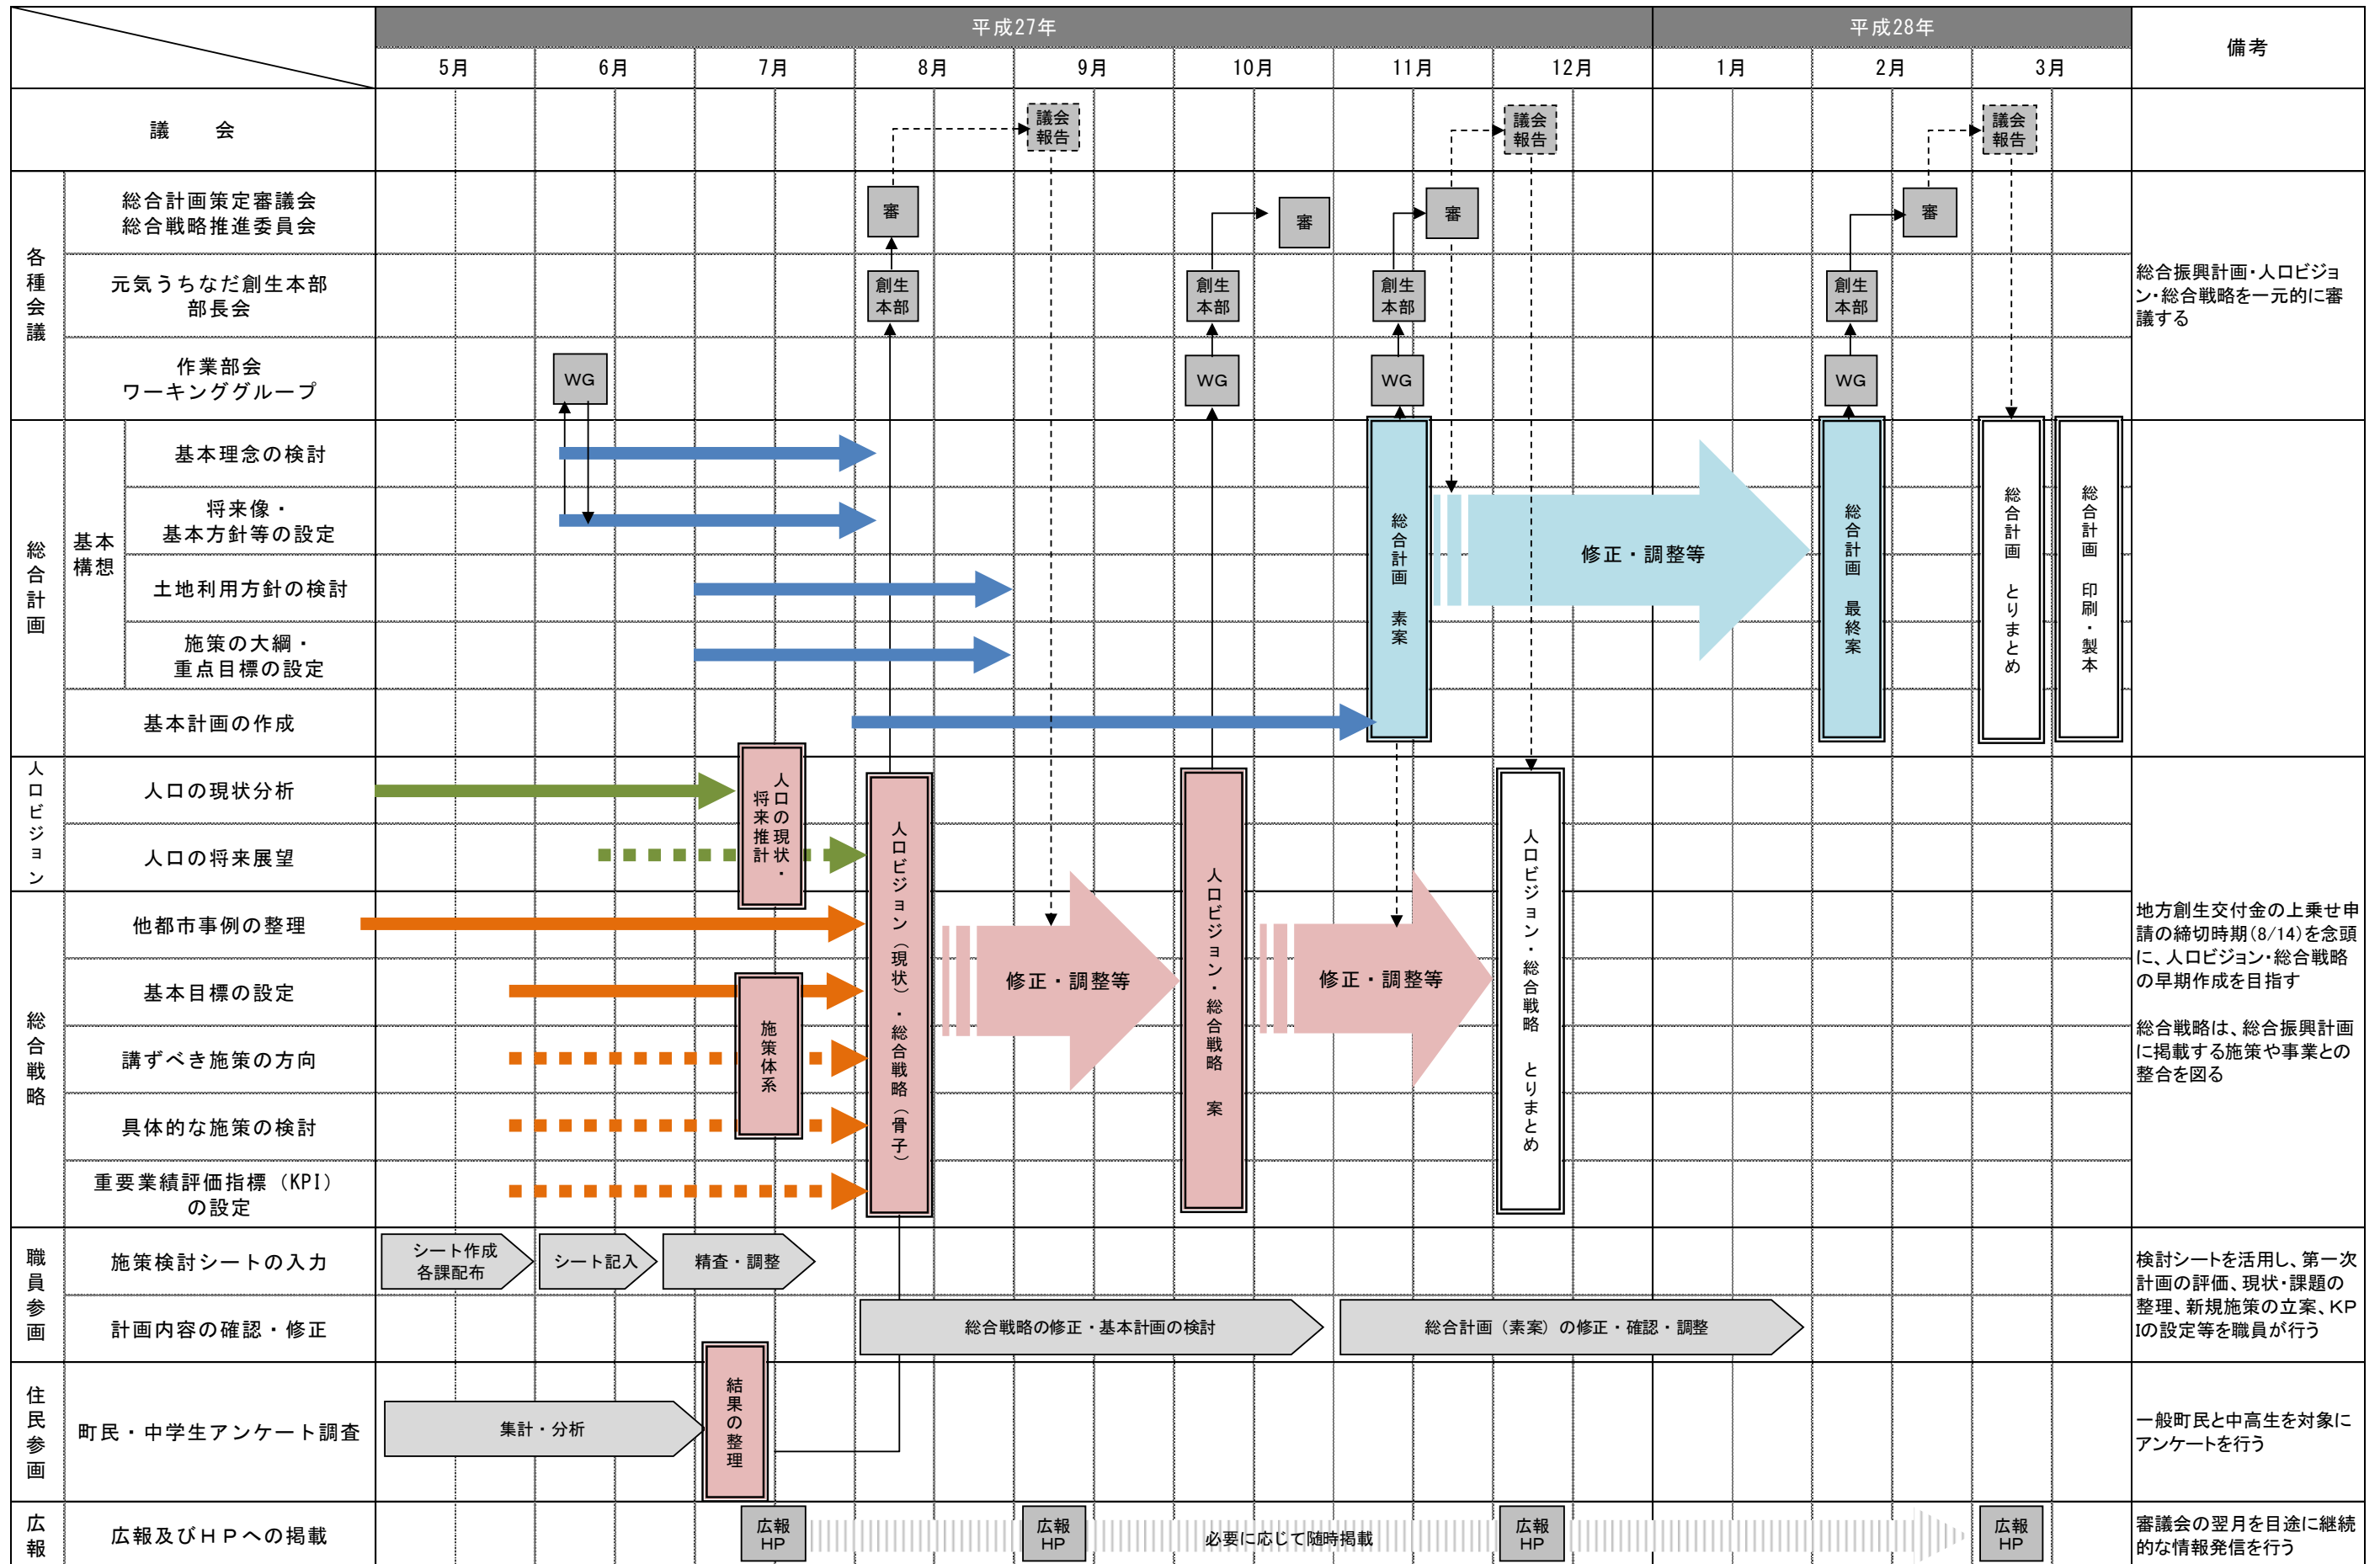 平成27年
平成28年
備考
5月
6月
7月
8月
9月
10月
11月
12月
1月
2月
3月
議　会
議会
報告
議会
報告
議会
報告
各種会議
総合計画策定審議会
総合戦略推進委員会
審
審
審
審
元気うちなだ創生本部
部長会
創生
本部
創生
本部
創生
本部
創生
本部
総合振興計画・人口ビジョ
ン・総合戦略を一元的に審
議する
作業部会
ワーキンググループ
WG
WG
WG
WG
総合計画
基本
構想
基本理念の検討
将来像・
基本方針等の設定
土地利用方針の検討
施策の大綱・
重点目標の設定
基本計画の作成
総合計画　素案
修正・調整等
総合計画　最終案
総合計画　とりまとめ
総合計画　印刷・製本
人口ビジョン
人口の現状分析
人口の将来展望
人口の現状・
将来推計
人口ビジョン（現状）・総合戦略（骨子）
修正・調整等
人口ビジョン・総合戦略　案
修正・調整等
人口ビジョン・総合戦略　とりまとめ
総合戦略
他都市事例の整理
基本目標の設定
講ずべき施策の方向
具体的な施策の検討
重要業績評価指標（KPI）
の設定
施策体系
地方創生交付金の上乗せ申
請の締切時期(8/14)を念頭
に、人口ビジョン・総合戦略
の早期作成を目指す
総合戦略は、総合振興計画
に掲載する施策や事業との
整合を図る
職員参画
施策検討シートの入力
シート作成
各課配布
シート記入
精査・調整
計画内容の確認・修正
総合戦略の修正・基本計画の検討
総合計画（素案）の修正・確認・調整
検討シートを活用し、第一次
計画の評価、現状・課題の
整理、新規施策の立案、KP
Iの設定等を職員が行う
住民参画
町民・中学生アンケート調査
集計・分析
結果の整理
一般町民と中高生を対象に
アンケートを行う
広報
広報及びＨＰへの掲載
広報
HP
広報
HP
必要に応じて随時掲載
広報
HP
広報
HP
審議会の翌月を目途に継続
的な情報発信を行う